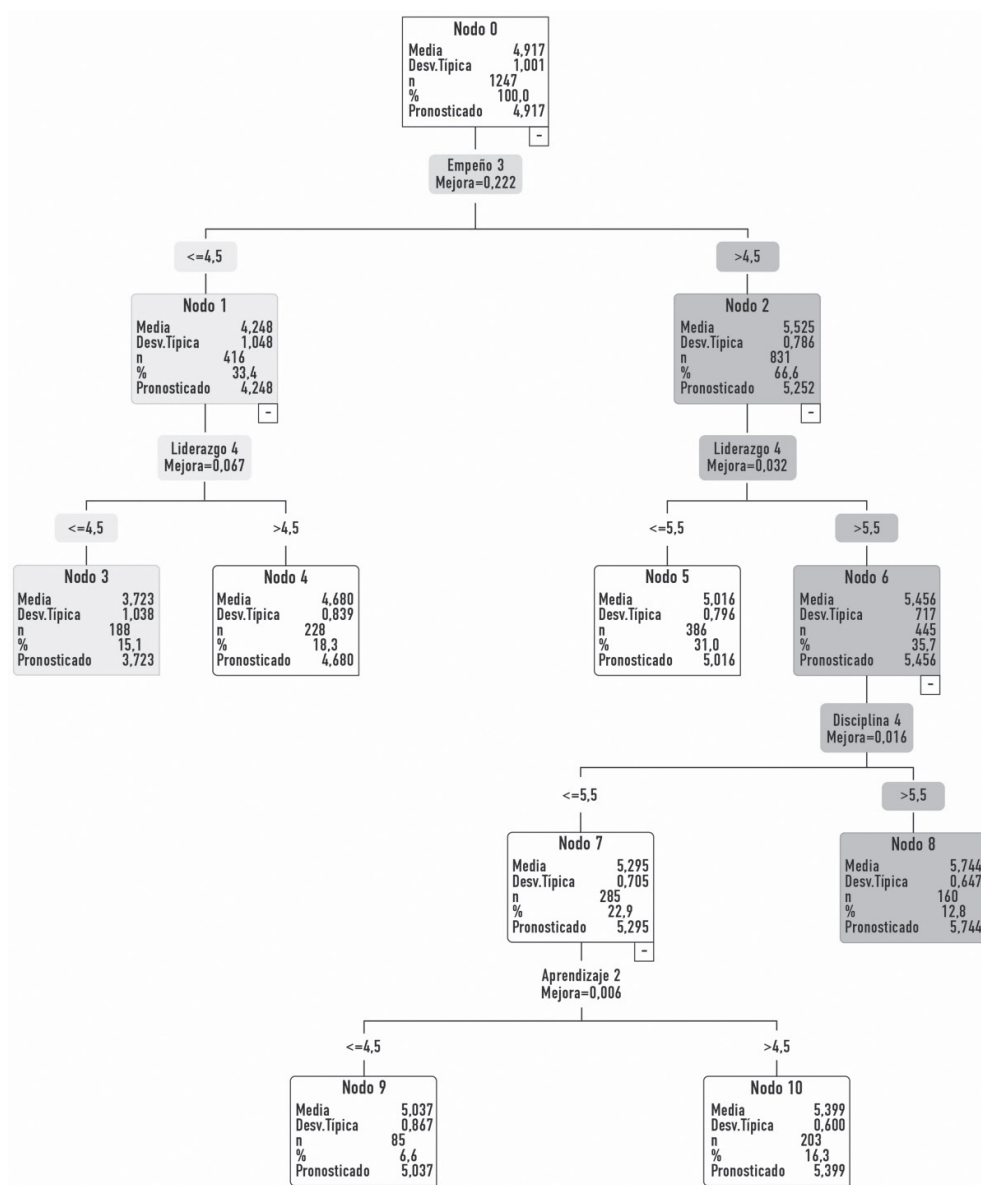 Nodo 0
Media 4,917
Desv.Típica 1,001
n 1247
% 100,0
Pronosticado 4,917
-
Empeño 3
Mejora=0,222
<=4,5
>4,5
Nodo 1
Media 4,248
Desv.Típica 1,048
n 416
% 33,4
Pronosticado 4,248
-
Nodo 2
Media 5,525
Desv.Típica 0,786
n 831
% 66,6
Pronosticado 5,252
-
Liderazgo 4
Mejora=0,067
Liderazgo 4
Mejora=0,032
<=4,5
>4,5
<=5,5
>5,5
Nodo 3
Media 3,723
Desv.Típica 1,038
n 188
% 15,1
Pronosticado 3,723
Nodo 4
Media 4,680
Desv.Típica 0,839
n 228
% 18,3
Pronosticado 4,680
Nodo 5
Media 5,016
Desv.Típica 0,796
n 386
% 31,0
Pronosticado 5,016
Nodo 6
Media 5,456
Desv.Típica 717
n 445
% 35,7
Pronosticado 5,456
-
Disciplina 4
Mejora=0,016
<=5,5
>5,5
Nodo 7
Media 5,295
Desv.Típica 0,705
n 285
% 22,9
Pronosticado 5,295
-
Nodo 8
Media 5,744
Desv.Típica 0,647
n 160
% 12,8
Pronosticado 5,744
Aprendizaje 2
Mejora=0,006
<=4,5
>4,5
Nodo 9
Media 5,037
Desv.Típica 0,867
n 85
% 6,6
Pronosticado 5,037
Nodo 10
Media 5,399
Desv.Típica 0,600
n 203
% 16,3
Pronosticado 5,399